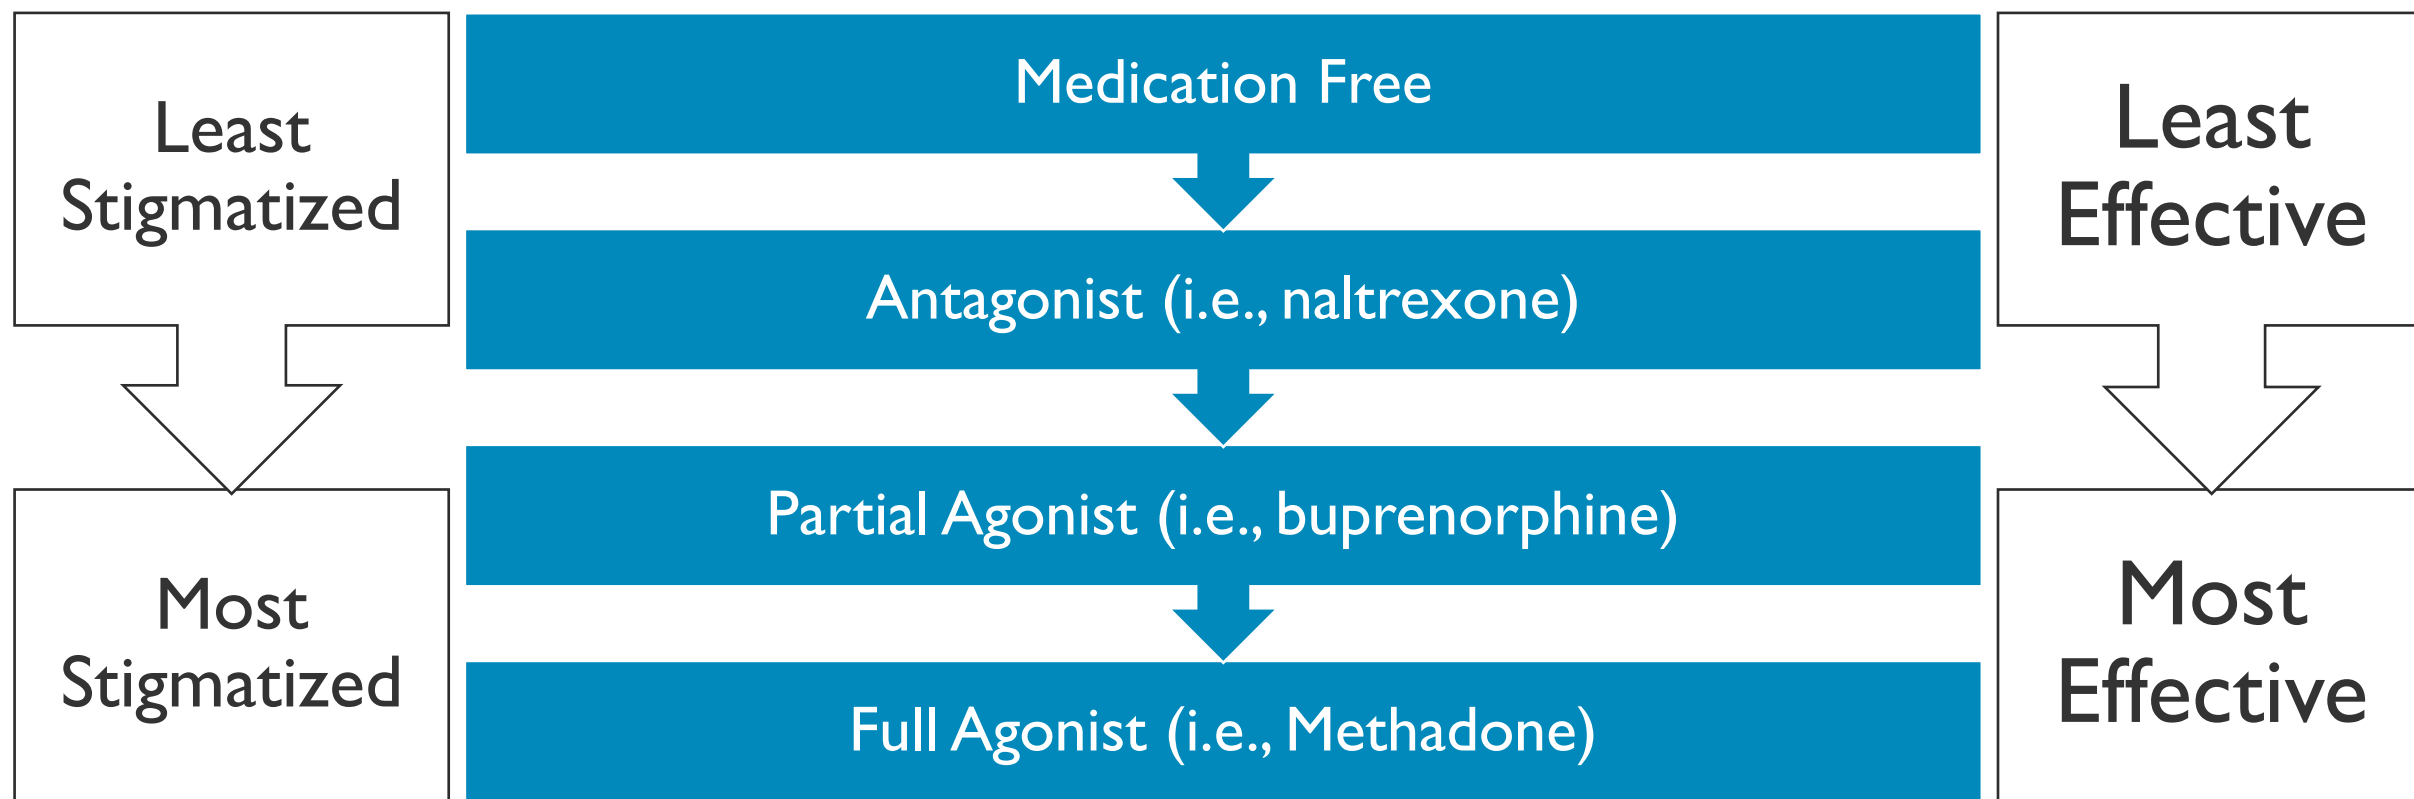 Least
Stigmatized
Most
Stigmatized
Medication Free
Antagonist (i.e., naltrexone)
Partial Agonist (i.e., buprenorphine)
Full Agonist (i.e., Methadone)
Least
Effective
Most
Effective